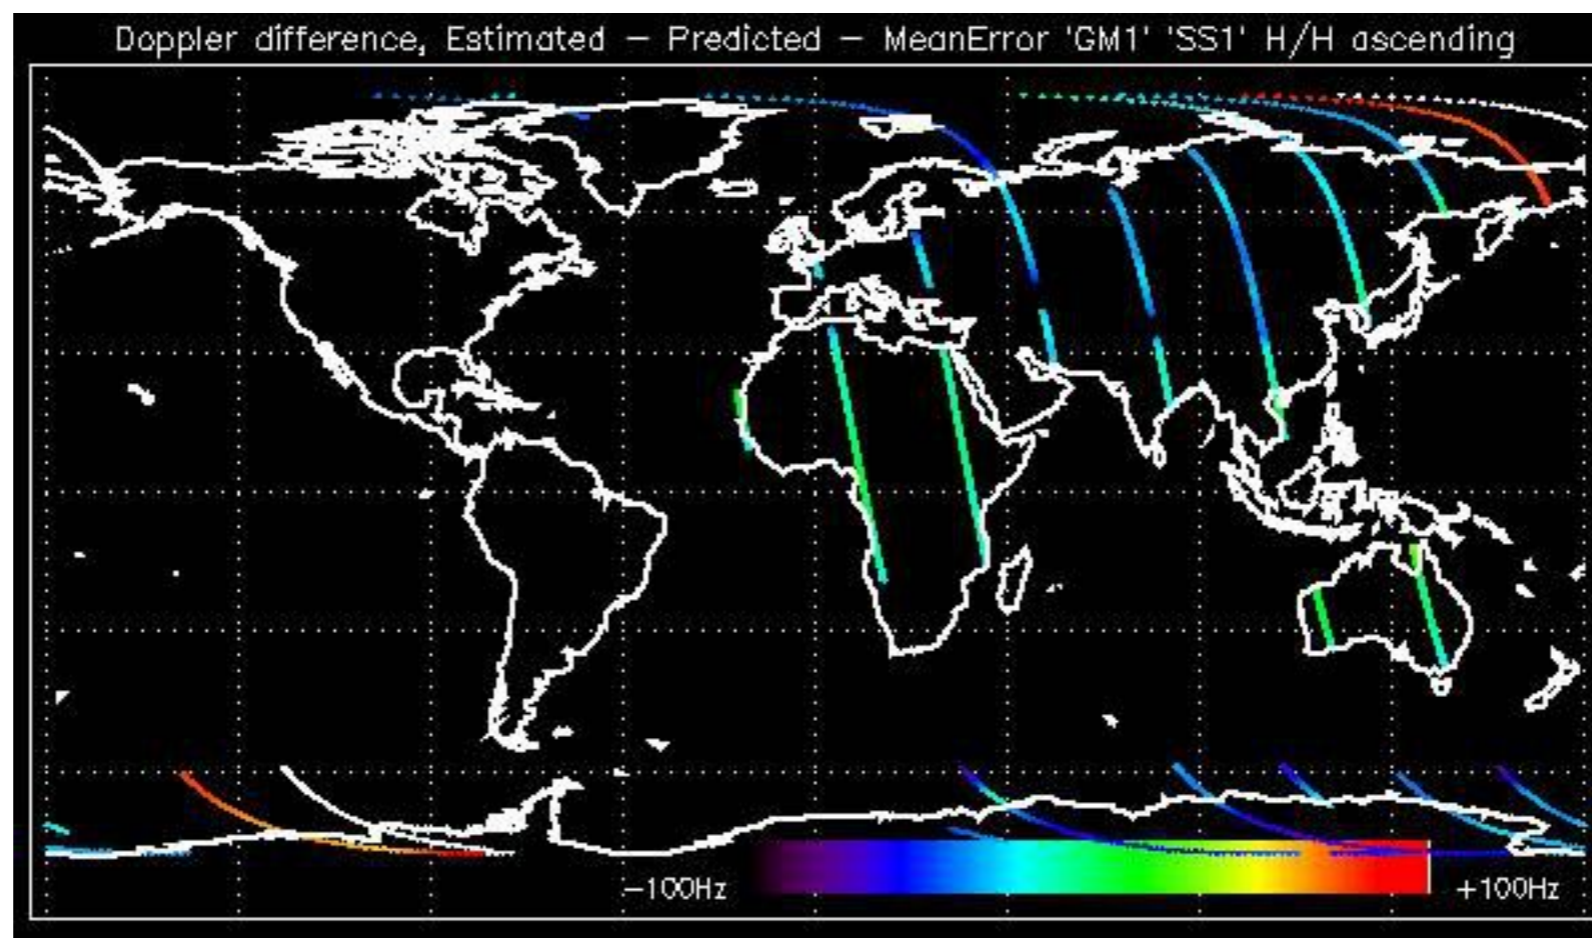 Doppler difference, Estimated – Predicted – MeanError 'GM1' 'SS1' H/H ascending
–100Hz +100Hz